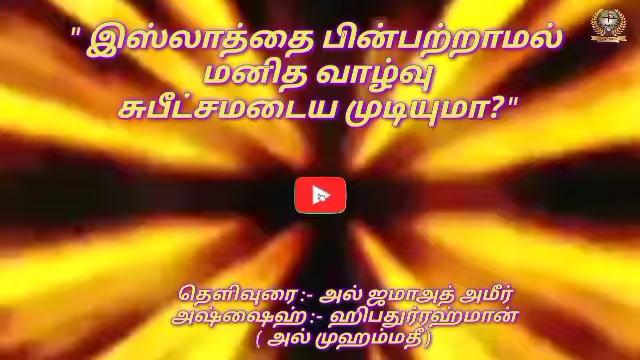 " இஸ்லாத்தை பின்பற்றாமல்
மனித வாழ்வு
சுபீட்சமடைய முடியுமா?"
தெளிவுரை :- அல் ஜமாஅத் அமீர்
அஷ்ஷைஹ் :- ஹிபதுர்ரஹ்மான்
( அல் முஹம்மதீ )